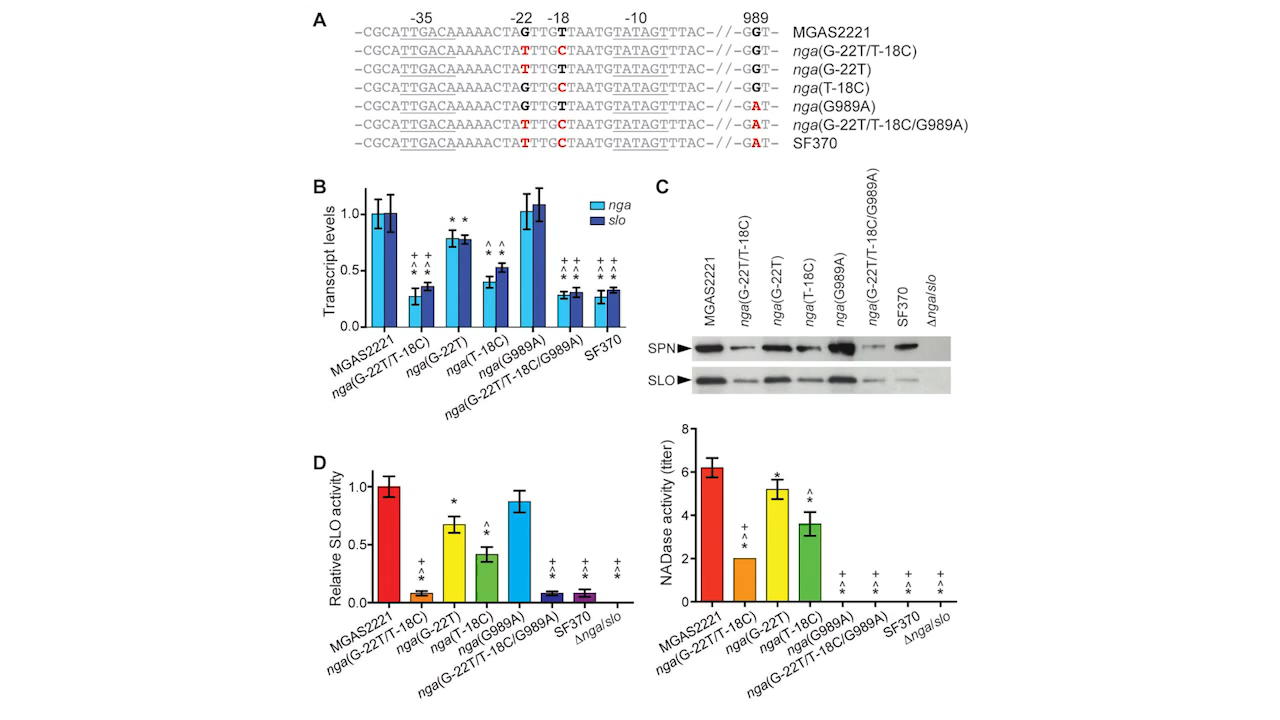 A
-35 -22 -18 -10 989
–CGCATTGACAAAAACTAGTTGTTAATGTATAGTTTAC–//–GGT– MGAS2221
–CGCATTGACAAAAACTATTTGCTAATGTATAGTTTAC–//–GGT– nga(G-22T/T-18C)
–CGCATTGACAAAAACTATTTGTTAATGTATAGTTTAC–//–GGT– nga(G-22T)
–CGCATTGACAAAAACTAGTTGCTAATGTATAGTTTAC–//–GGT– nga(T-18C)
–CGCATTGACAAAAACTAGTTGTTAATGTATAGTTTAC–//–GAT– nga(G989A)
–CGCATTGACAAAAACTATTTGCTAATGTATAGTTTAC–//–GAT– nga(G-22T/T-18C/G989A)
–CGCATTGACAAAAACTATTTGCTAATGTATAGTTTAC–//–GAT– SF370
B
Transcript levels
1.0
0.5
0.0
nga
slo
+ ^ *
+ ^ *
*
*
^ *
^ *
+ ^ *
+ ^ *
+ ^ *
+ ^ *
MGAS2221
nga(G-22T/T-18C)
nga(G-22T)
nga(T-18C)
nga(G989A)
nga(G-22T/T-18C/G989A)
SF370
C
MGAS2221
nga(G-22T/T-18C)
nga(G-22T)
nga(T-18C)
nga(G989A)
nga(G-22T/T-18C/G989A)
SF370
Δnga/slo
SPN
SLO
D
Relative SLO activity
1.0
0.5
0.0
+ ^ *
*
^ *
+ ^ *
+ ^ *
+ ^ *
MGAS2221
nga(G-22T/T-18C)
nga(G-22T)
nga(T-18C)
nga(G989A)
nga(G-22T/T-18C/G989A)
SF370
Δnga/slo
NADase activity (titer)
8
6
4
2
0
+ ^ *
*
^ *
+ ^ *
+ ^ *
+ ^ *
+ ^ *
MGAS2221
nga(G-22T/T-18C)
nga(G-22T)
nga(T-18C)
nga(G989A)
nga(G-22T/T-18C/G989A)
SF370
Δnga/slo